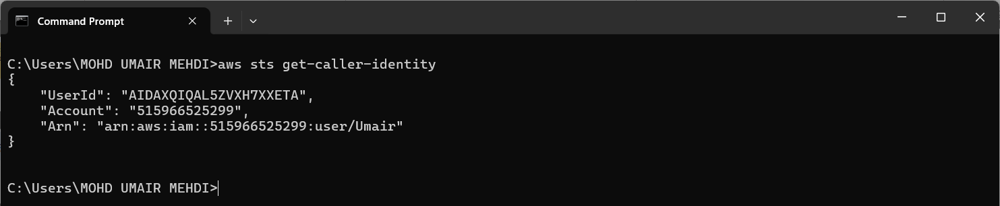 Command Prompt
C:\Users\MOHD UMAIR MEHDI>aws sts get-caller-identity
{
    "UserId": "AIDAXQIQAL5ZVXH7XXETA",
    "Account": "515966525299",
    "Arn": "arn:aws:iam::515966525299:user/Umair"
}
C:\Users\MOHD UMAIR MEHDI>